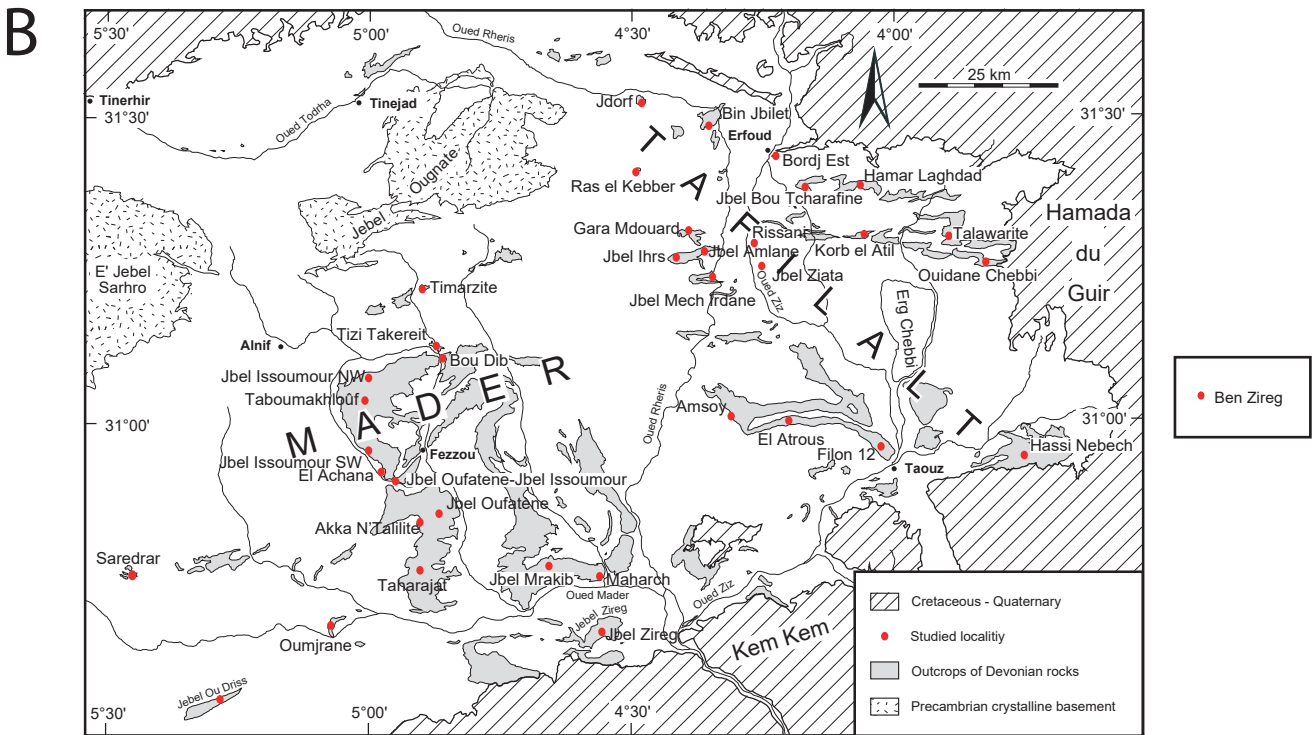 B
5°30'
5°00'
4°30'
4°00'
Oued Rheris
25 km
Tinerhir
Tinejad
Oued Todrha
Jdorf
Bin Jbilet
31°30'
31°30'
Erfoud
Bordj Est
Ougnate
Jebel
Ras el Kebber
Hamar Laghdad
Jbel Bou Tcharafine
TAFILALT
Hamada
du
Guir
Gara Mdouard
Rissani
Korb el Atil
Talawarite
Jbel Ihrs
Jbel Amlane
Jbel Ziata
Ouidane Chebbi
E' Jebel
Sarhro
Timarzite
Jbel Mech Irdane
Oued Ziz
Erg Chebbi
Tizi Takereit
Alnif
Bou Dib
Jbel Issoumour NW
Taboumakhloûf
MADER
Oued Rheris
Amsoy
El Atrous
Filon 12
Taouz
Hassi Nebech
31°00'
31°00'
Ben Zireg
Jbel Issoumour SW
Fezzou
El Achana
Jbel Oufatene-Jbel Issoumour
Jbel Oufatène
Akka N'Talilite
Saredrar
Taharajat
Jbel Mrakib
Maharch
Oued Mader
Oued Ziz
Jebel Zireg
Jbel Zireg
Oumjrane
Kem Kem
Jebel Ou Driss
Cretaceous - Quaternary
Studied localitiy
Outcrops of Devonian rocks
Precambrian crystalline basement
5°30'
5°00'
4°30'